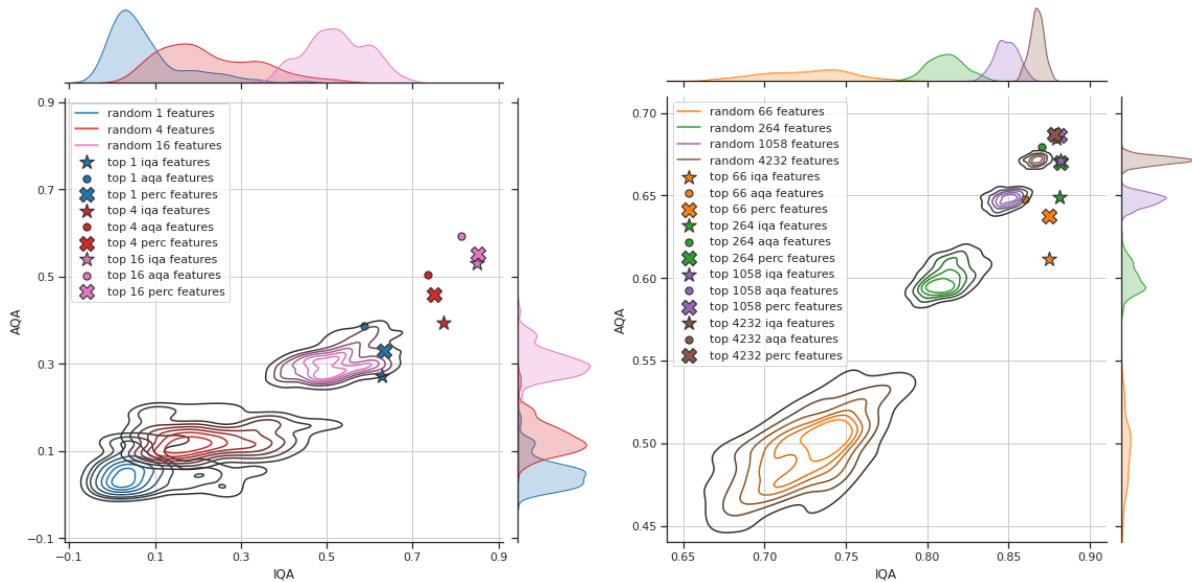 0.9
0.7
0.5
0.3
0.1
−0.1
AQA
−0.1
0.1
0.3
0.5
0.7
0.9
IQA
random 1 features
random 4 features
random 16 features
top 1 iqa features
top 1 aqa features
top 1 perc features
top 4 iqa features
top 4 aqa features
top 4 perc features
top 16 iqa features
top 16 aqa features
top 16 perc features
0.70
0.65
0.60
0.55
0.50
0.45
AQA
0.65
0.70
0.75
0.80
0.85
0.90
IQA
random 66 features
random 264 features
random 1058 features
random 4232 features
top 66 iqa features
top 66 aqa features
top 66 perc features
top 264 iqa features
top 264 aqa features
top 264 perc features
top 1058 iqa features
top 1058 aqa features
top 1058 perc features
top 4232 iqa features
top 4232 aqa features
top 4232 perc features